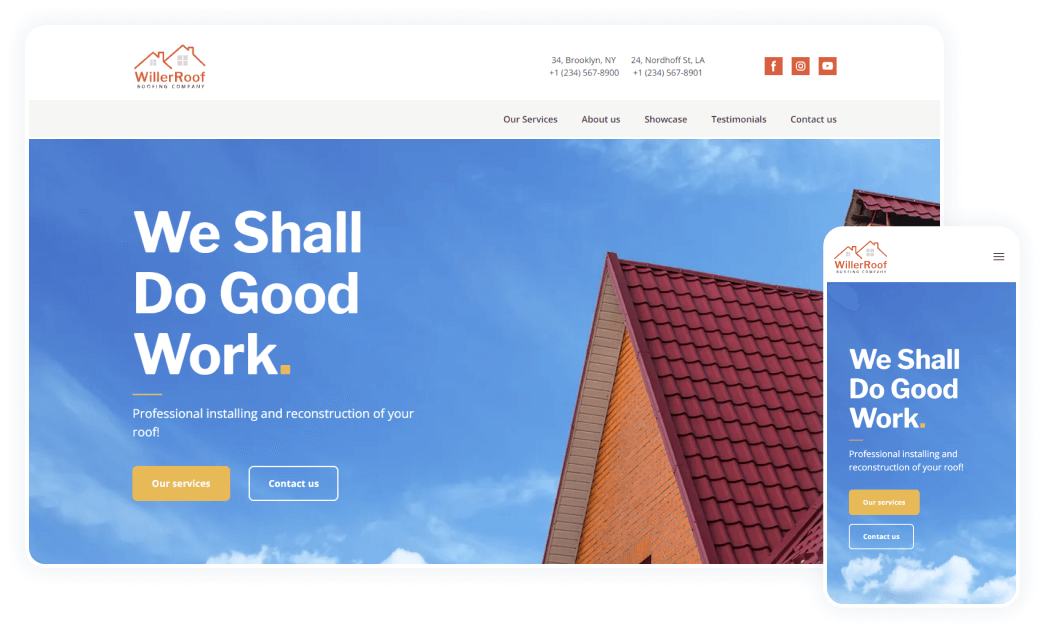 WillerRoof
ROOFING COMPANY
34, Brooklyn, NY
+1 (234) 567-8900
24, Nordhoff St, LA
+1 (234) 567-8901
Our Services About us Showcase Testimonials Contact us
We Shall
Do Good
Work.
Professional installing and reconstruction of your
roof!
Our services Contact us
WillerRoof
ROOFING COMPANY
We Shall
Do Good
Work.
Professional installing and
reconstruction of your roof!
Our services
Contact us